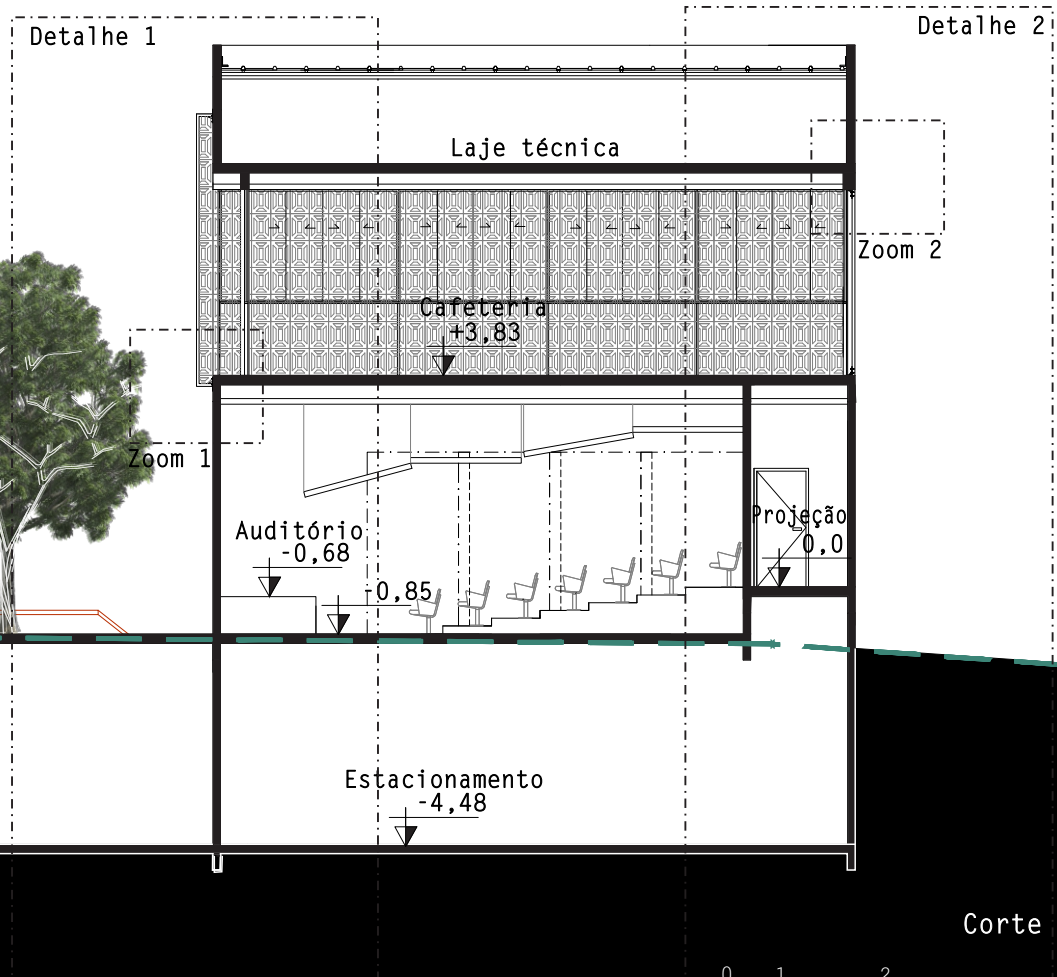 Detalhe 1
Detalhe 2
Laje técnica
Zoom 2
Cafeteria
+3,83
Zoom 1
Auditório
-0,68
Projeção
0,0
-0,85
Estacionamento
-4,48
Corte
0 1 2